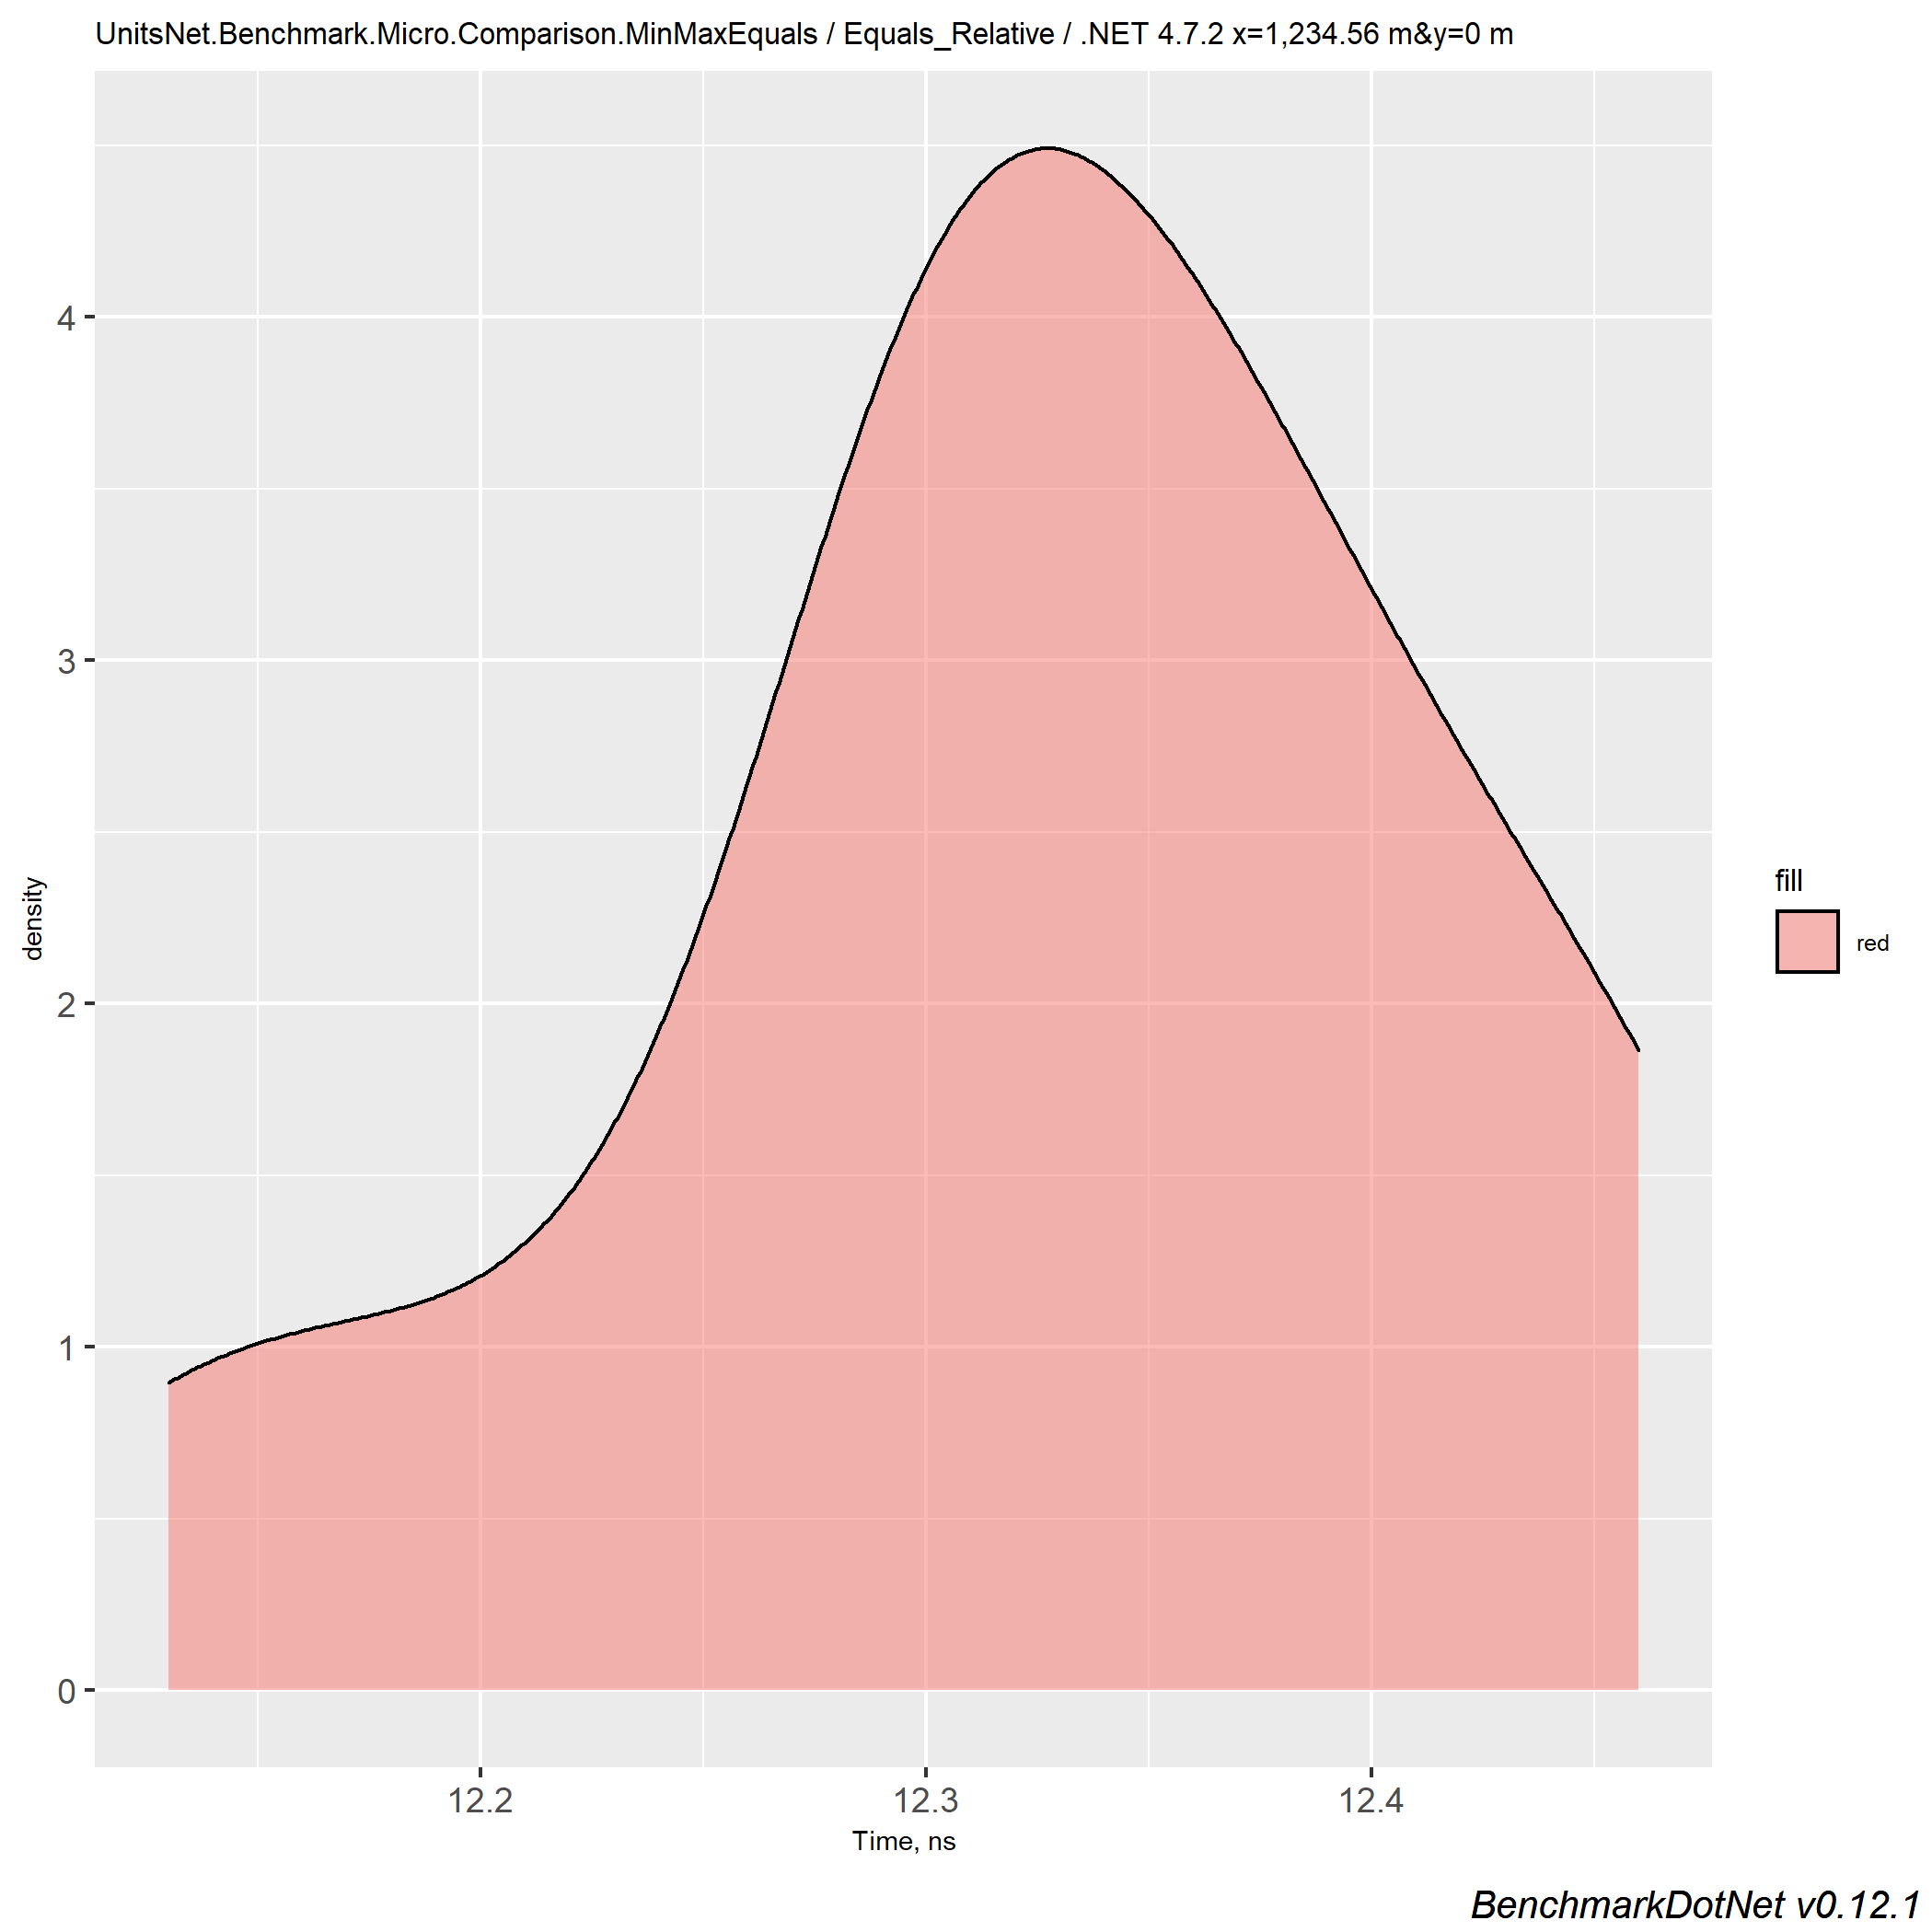 UnitsNet.Benchmark.Micro.Comparison.MinMaxEquals / Equals_Relative / .NET 4.7.2 x=1,234.56 m&y=0 m
4
3
2
1
0
density
12.2 12.3 12.4
Time, ns
fill
red
BenchmarkDotNet v0.12.1